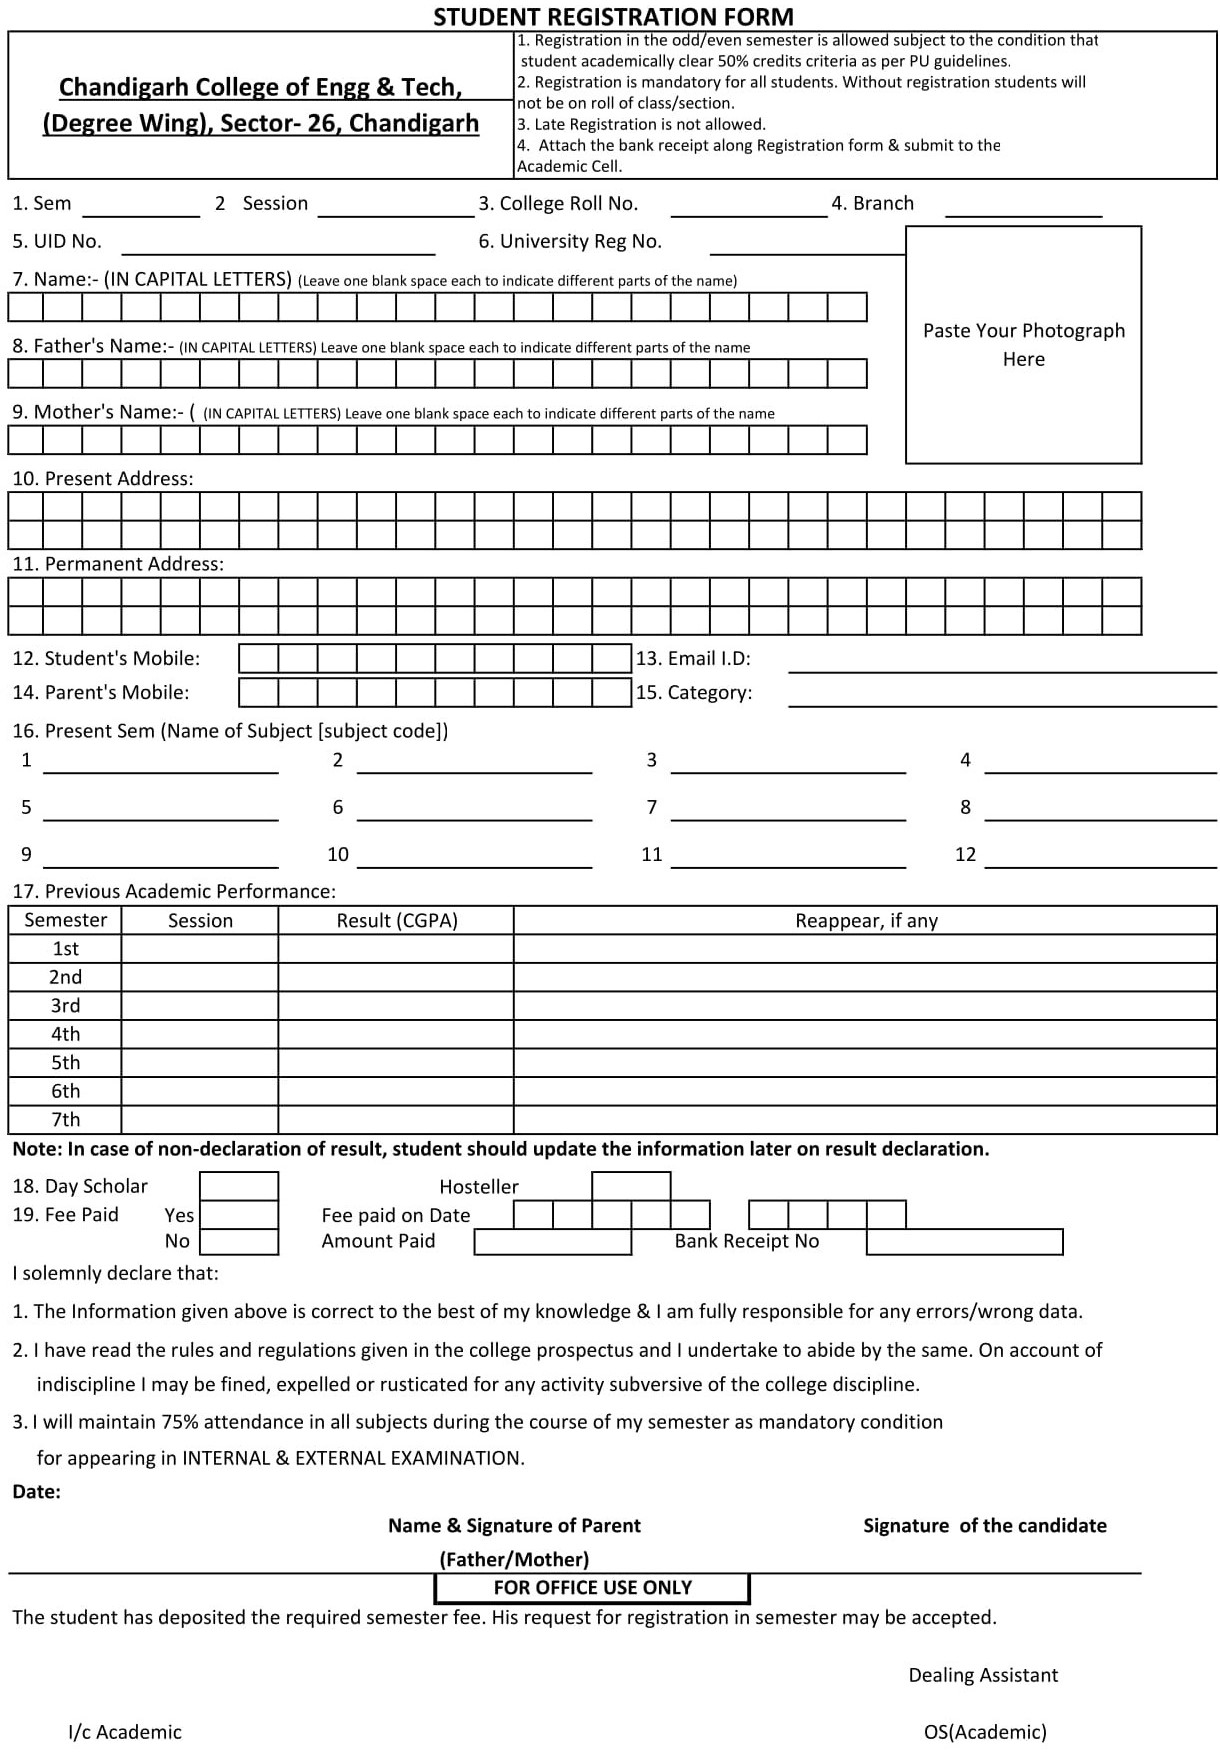 STUDENT REGISTRATION FORM
Chandigarh College of Engg & Tech,
(Degree Wing), Sector- 26, Chandigarh
1. Registration in the odd/even semester is allowed subject to the condition that
student academically clear 50% credits criteria as per PU guidelines.
2. Registration is mandatory for all students. Without registration students will
not be on roll of class/section.
3. Late Registration is not allowed.
4. Attach the bank receipt along Registration form & submit to the
Academic Cell.
1. Sem 2 Session 3. College Roll No. 4. Branch
5. UID No. 6. University Reg No.
7. Name:- (IN CAPITAL LETTERS) (Leave one blank space each to indicate different parts of the name)
Paste Your Photograph
Here
8. Father's Name:- (IN CAPITAL LETTERS) Leave one blank space each to indicate different parts of the name
9. Mother's Name:- ( (IN CAPITAL LETTERS) Leave one blank space each to indicate different parts of the name
10. Present Address:
11. Permanent Address:
12. Student's Mobile: 13. Email I.D:
14. Parent's Mobile: 15. Category:
16. Present Sem (Name of Subject [subject code])
1 2 3 4
5 6 7 8
9 10 11 12
17. Previous Academic Performance:
Semester Session Result (CGPA) Reappear, if any
1st
2nd
3rd
4th
5th
6th
7th
Note: In case of non-declaration of result, student should update the information later on result declaration.
18. Day Scholar Hosteller
19. Fee Paid Yes Fee paid on Date
No Amount Paid Bank Receipt No
I solemnly declare that:
1. The Information given above is correct to the best of my knowledge & I am fully responsible for any errors/wrong data.
2. I have read the rules and regulations given in the college prospectus and I undertake to abide by the same. On account of
indiscipline I may be fined, expelled or rusticated for any activity subversive of the college discipline.
3. I will maintain 75% attendance in all subjects during the course of my semester as mandatory condition
for appearing in INTERNAL & EXTERNAL EXAMINATION.
Date:
Name & Signature of Parent Signature of the candidate
(Father/Mother)
FOR OFFICE USE ONLY
The student has deposited the required semester fee. His request for registration in semester may be accepted.
Dealing Assistant
I/c Academic OS(Academic)